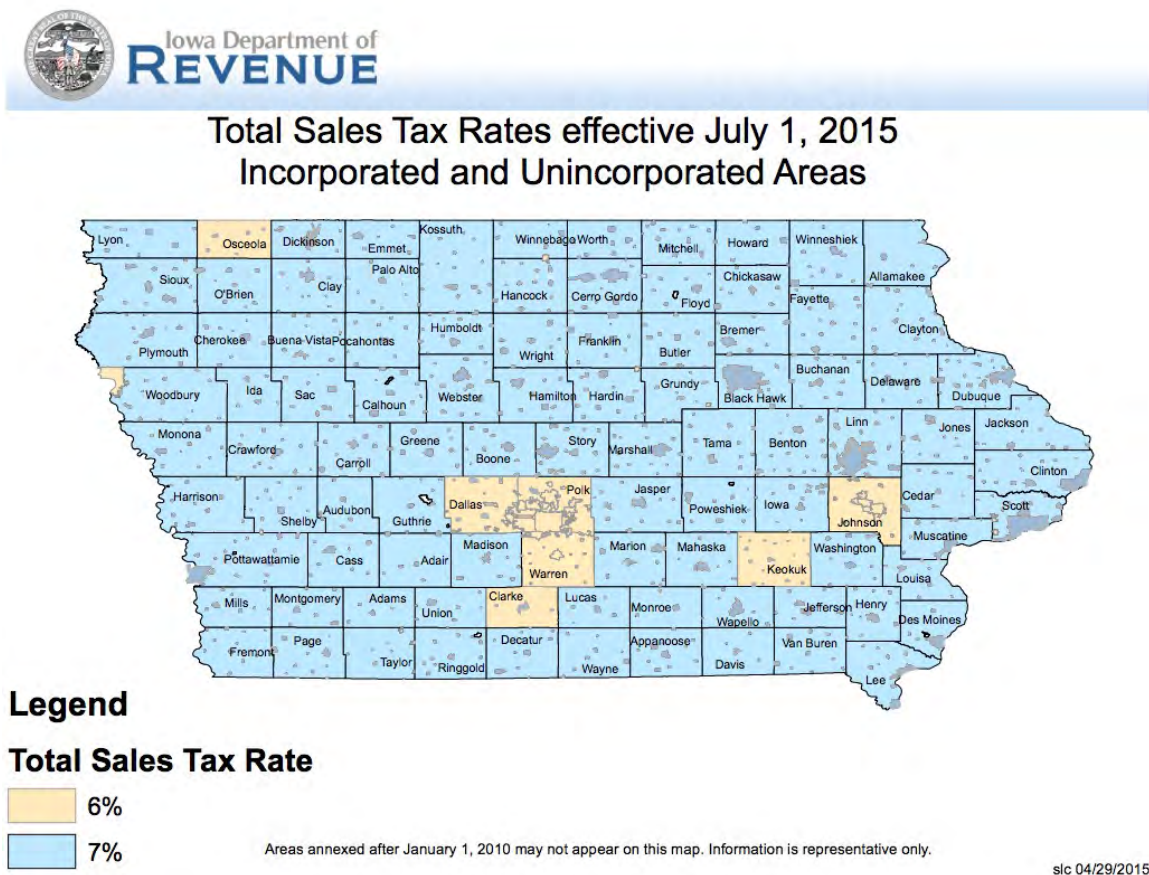 Iowa Department of
REVENUE
Total Sales Tax Rates effective July 1, 2015
Incorporated and Unincorporated Areas
Lyon
Osceola
Dickinson
Emmet
Kossuth
Winnebago
Worth
Mitchell
Howard
Winneshiek
Allamakee
Sioux
O'Brien
Clay
Palo Alto
Hancock
Cerro Gordo
Floyd
Chickasaw
Fayette
Clayton
Plymouth
Cherokee
Buena Vista
Pocahontas
Humboldt
Wright
Franklin
Butler
Bremer
Woodbury
Ida
Sac
Calhoun
Webster
Hamilton
Hardin
Grundy
Black Hawk
Buchanan
Delaware
Dubuque
Monona
Crawford
Carroll
Greene
Boone
Story
Marshall
Tama
Benton
Linn
Jones
Jackson
Clinton
Harrison
Shelby
Audubon
Guthrie
Dallas
Polk
Jasper
Poweshiek
Iowa
Johnson
Cedar
Scott
Muscatine
Pottawattamie
Cass
Adair
Madison
Warren
Marion
Mahaska
Keokuk
Washington
Louisa
Mills
Montgomery
Adams
Union
Clarke
Lucas
Monroe
Wapello
Jefferson
Henry
Des Moines
Fremont
Page
Taylor
Ringgold
Decatur
Wayne
Appanoose
Davis
Van Buren
Lee
Legend
Total Sales Tax Rate
6%
7%
Areas annexed after January 1, 2010 may not appear on this map. Information is representative only.
slc 04/29/2015